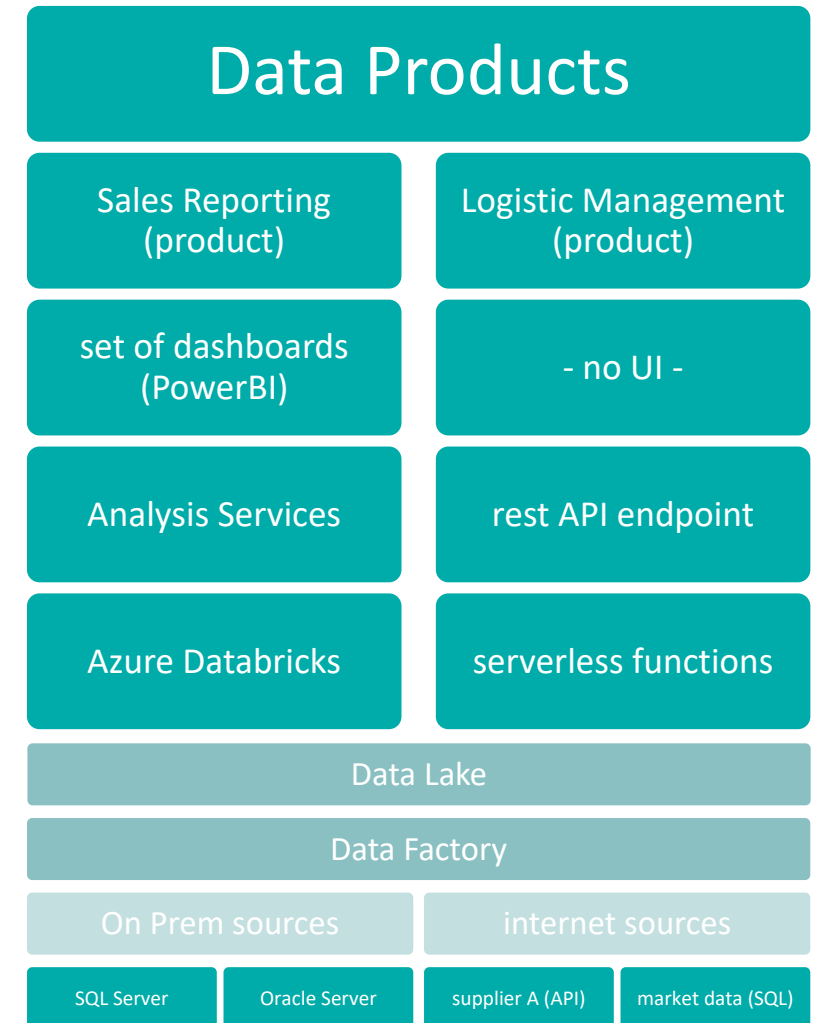 Data Products
Sales Reporting
(product)
Logistic Management
(product)
set of dashboards
(PowerBI)
- no UI -
Analysis Services
rest API endpoint
Azure Databricks
serverless functions
Data Lake
Data Factory
On Prem sources
internet sources
SQL Server
Oracle Server
supplier A (API)
market data (SQL)